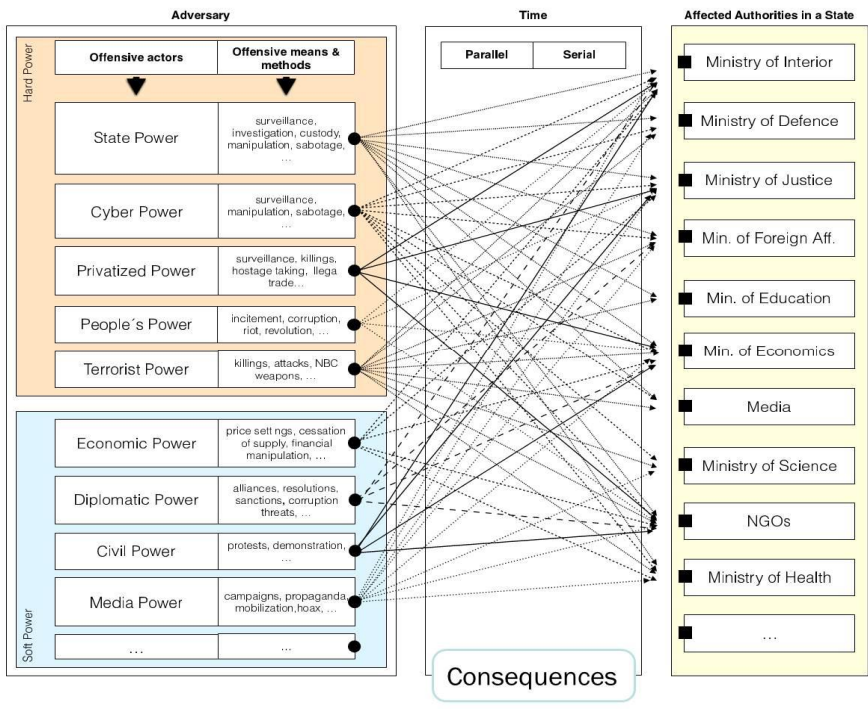 Adversary
Time
Affected Authorities in a State
Hard Power
Offensive actors
Offensive means &
methods
Parallel
Serial
State Power
surveillance,
investigation, custody,
manipulation, sabotage,
…
Cyber Power
surveillance,
manipulation, sabotage,
…
Privatized Power
surveillance, killings,
hostage taking, Ilega
trade…
People´s Power
incitement, corruption,
riot, revolution, …
Terrorist Power
killings, attacks, NBC
weapons, …
Soft Power
Economic Power
price settngs, cessation
of supply, financial
manipulation, …
Diplomatic Power
alliances, resolutions,
sanctions, corruption
threats, …
Civil Power
protests, demonstration,
…
Media Power
campaigns, propaganda,
mobilization,hoax, …
…
…
Ministry of Interior
Ministry of Defence
Ministry of Justice
Min. of Foreign Aff.
Min. of Education
Min. of Economics
Media
Ministry of Science
NGOs
Ministry of Health
…
Consequences